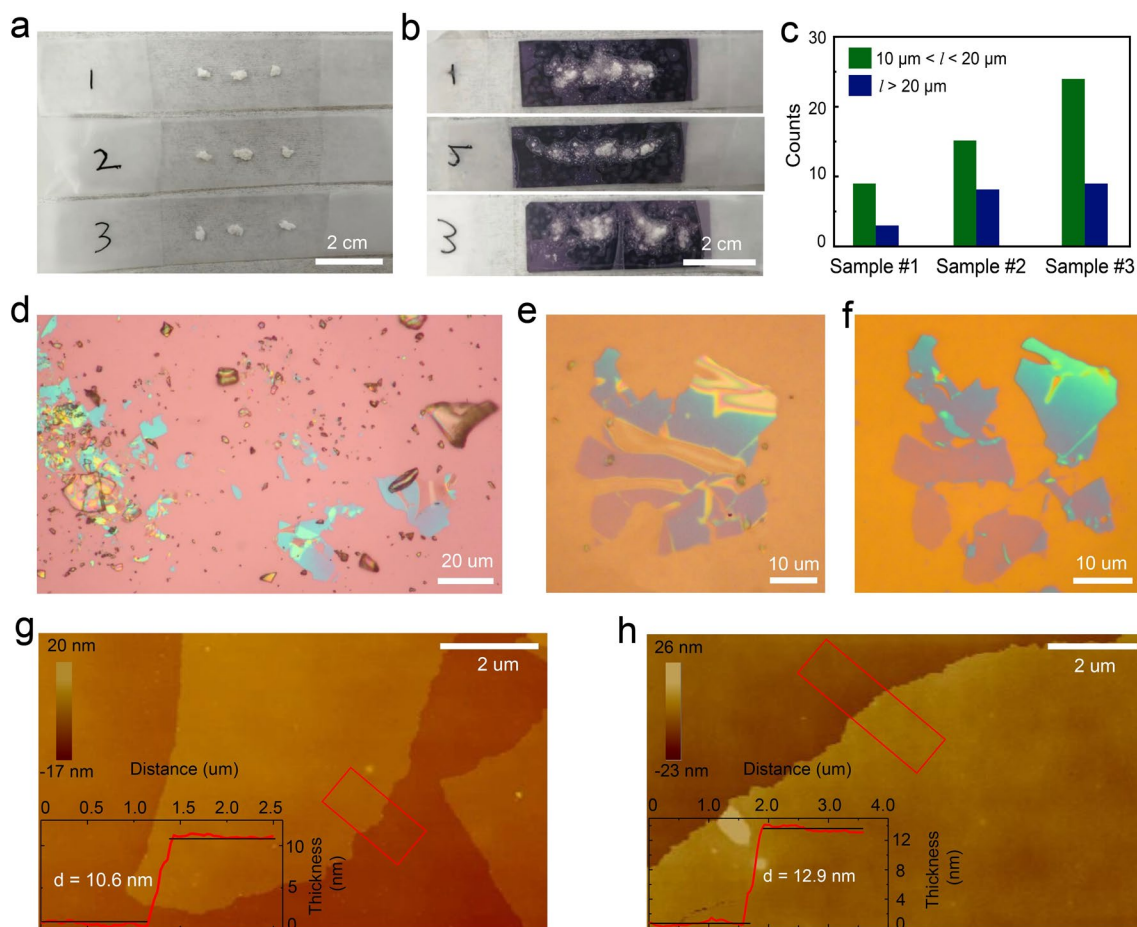 a
1
2
3
2 cm
b
1
5
3
2 cm
c
30
20
10
0
Counts
10 µm < l < 20 µm
l > 20 µm
Sample #1 Sample #2 Sample #3
d
20 um
e
10 um
f
10 um
g
20 nm
-17 nm
2 um
Distance (um)
0 0.5 1.0 1.5 2.0 2.5
10
5
0
Thickness
(nm)
d = 10.6 nm
h
26 nm
-23 nm
2 um
Distance (um)
0 1.0 2.0 3.0 4.0
12
8
4
0
Thickness
(nm)
d = 12.9 nm